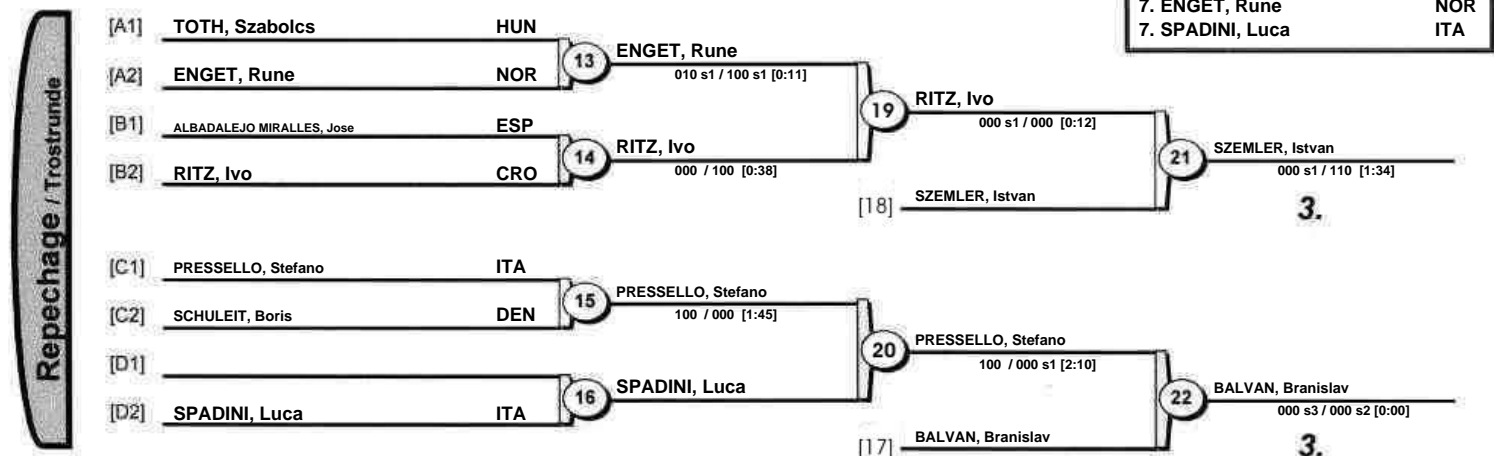 7. ENGET, Rune NOR
7. SPADINI, Luca ITA
Repechage / Trostrunde
[A1] TOTH, Szabolcs HUN
13 ENGET, Rune
010 s1 / 100 s1 [0:11]
[A2] ENGET, Rune NOR
19 RITZ, Ivo
000 s1 / 000 [0:12]
[B1] ALBADALEJO MIRALLES, Jose ESP
14 RITZ, Ivo
000 / 100 [0:38]
[B2] RITZ, Ivo CRO
21 SZEMLER, Istvan
000 s1 / 110 [1:34]
[18] SZEMLER, Istvan
3.
[C1] PRESSELLO, Stefano ITA
15 PRESSELLO, Stefano
100 / 000 [1:45]
[C2] SCHULEIT, Boris DEN
20 PRESSELLO, Stefano
100 / 000 s1 [2:10]
[D1]
16 SPADINI, Luca
[D2] SPADINI, Luca ITA
22 BALVAN, Branislav
000 s3 / 000 s2 [0:00]
[17] BALVAN, Branislav
3.